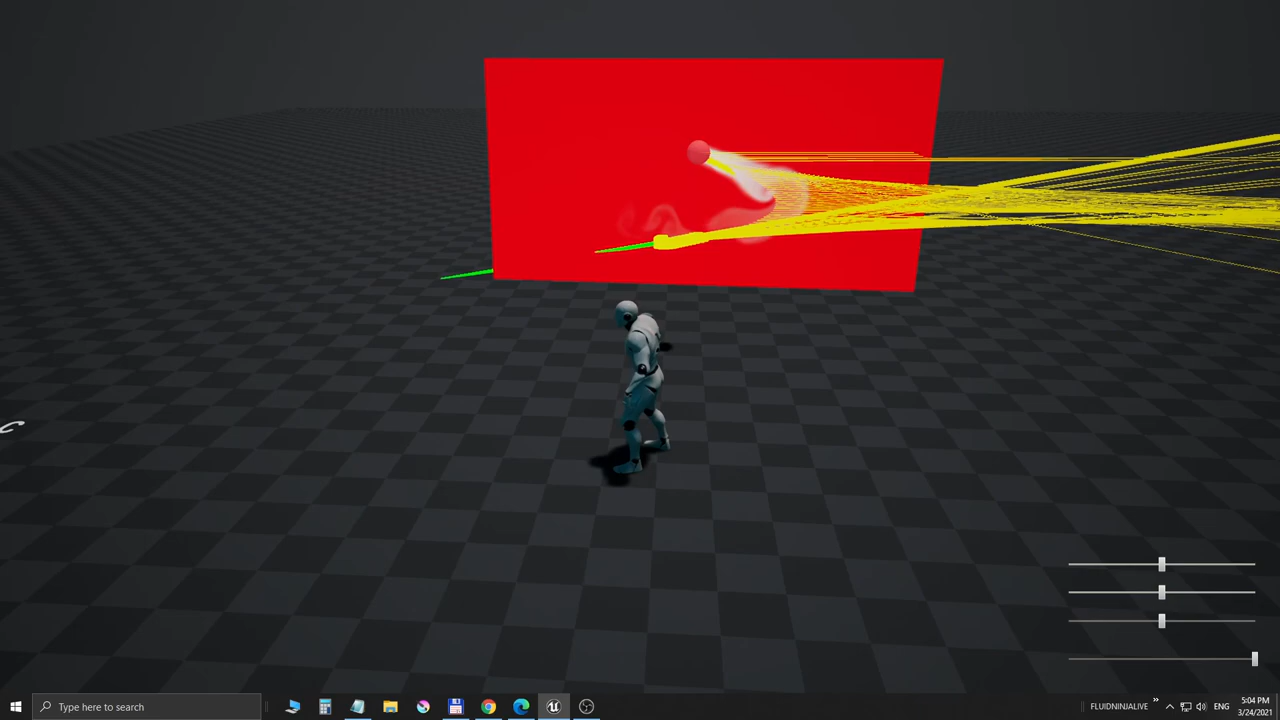 C
Type here to search
FLUIDNINJALIVE
ENG
5:04 PM
3/24/2021